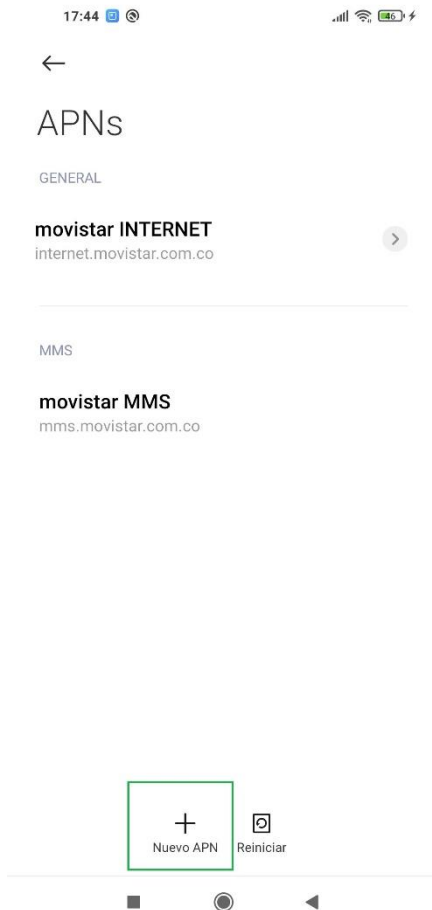 17:44
46
APNs
GENERAL
movistar INTERNET
internet.movistar.com.co
MMS
movistar MMS
mms.movistar.com.co
Nuevo APN
Reiniciar